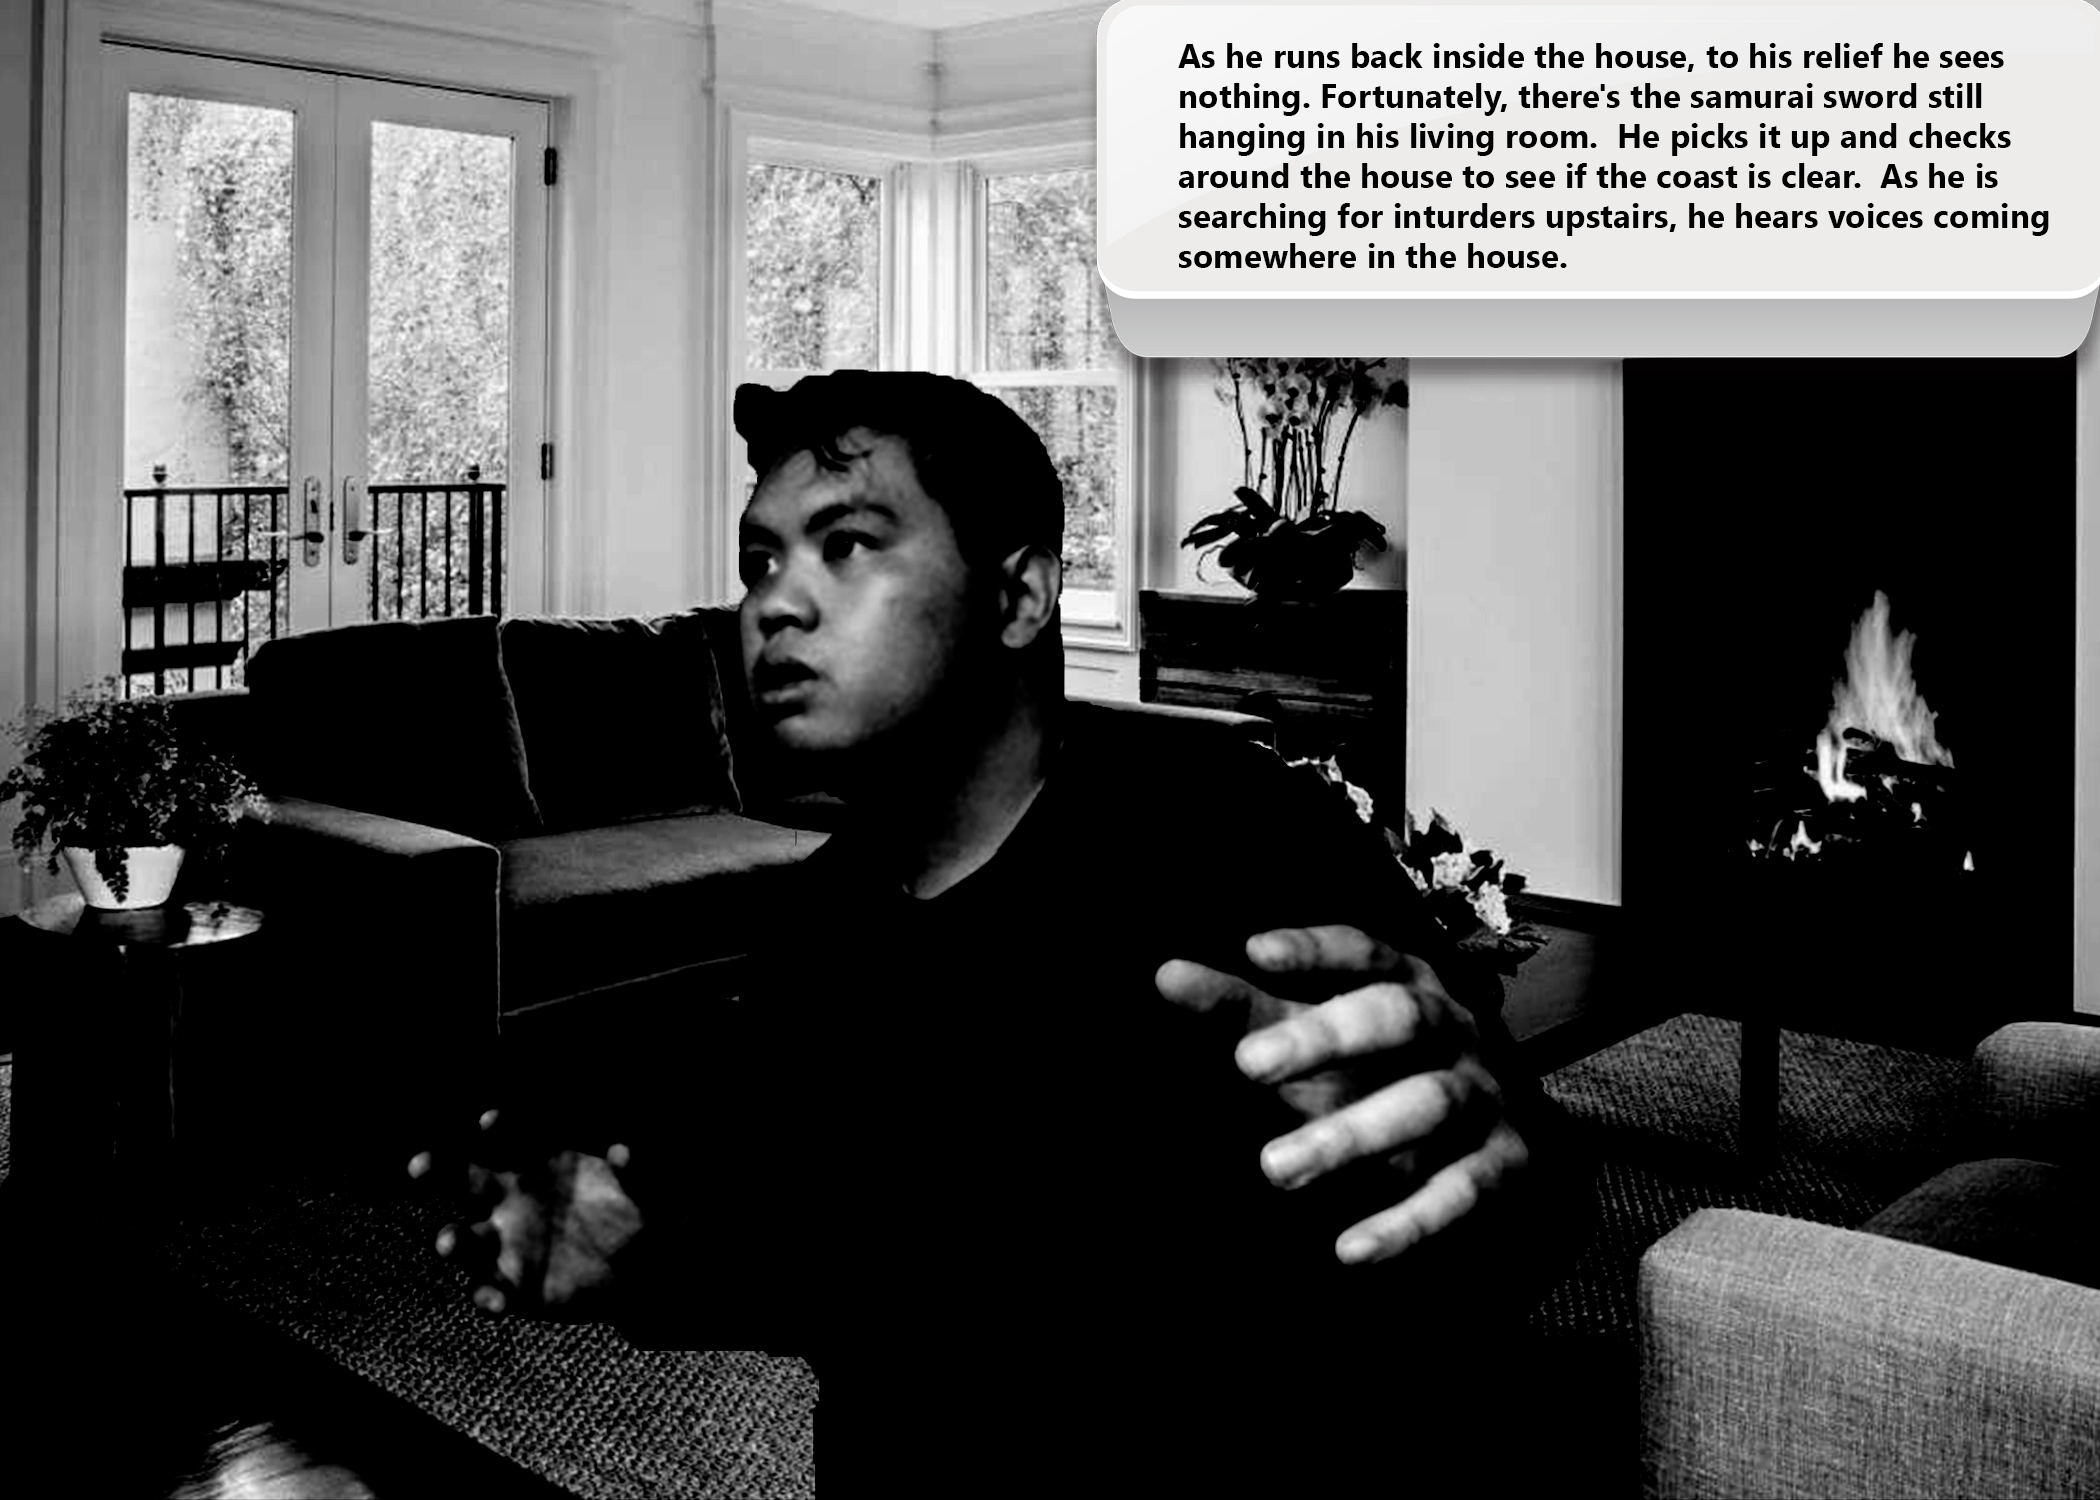 As he runs back inside the house, to his relief he sees
nothing. Fortunately, there's the samurai sword still
hanging in his living room.  He picks it up and checks
around the house to see if the coast is clear.  As he is
searching for inturders upstairs, he hears voices coming
somewhere in the house.